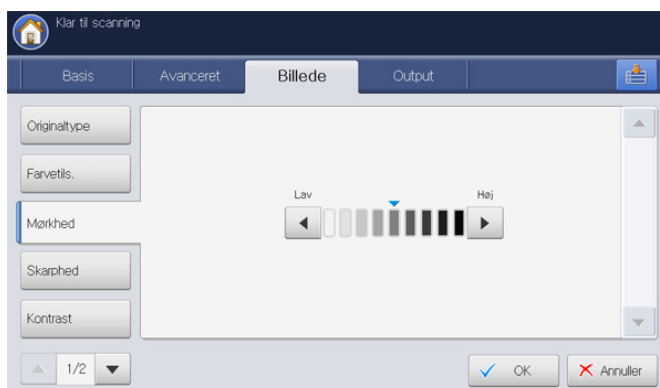 Klar til scanning
Basis
Avanceret
Billede
Output
Originaltype
Farvetils.
Mørkhed
Skarphed
Kontrast
Lav
Høj
1/2
OK
Annuller